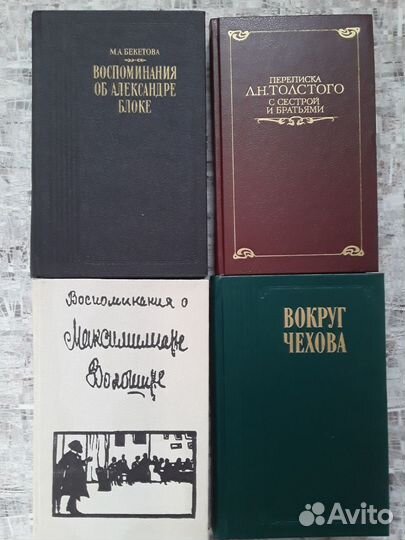 М.А.БЕКЕТОВА
ВОСПОМИНАНИЯ
ОБ АЛЕКСАНДРЕ
БЛОКЕ
ПЕРЕПИСКА
Л.Н.ТОЛСТОГО
С СЕСТРОЙ
И БРАТЬЯМИ
Воспоминания о
Максимилиане
Волошине
ВОКРУГ
ЧЕХОВА
Avito